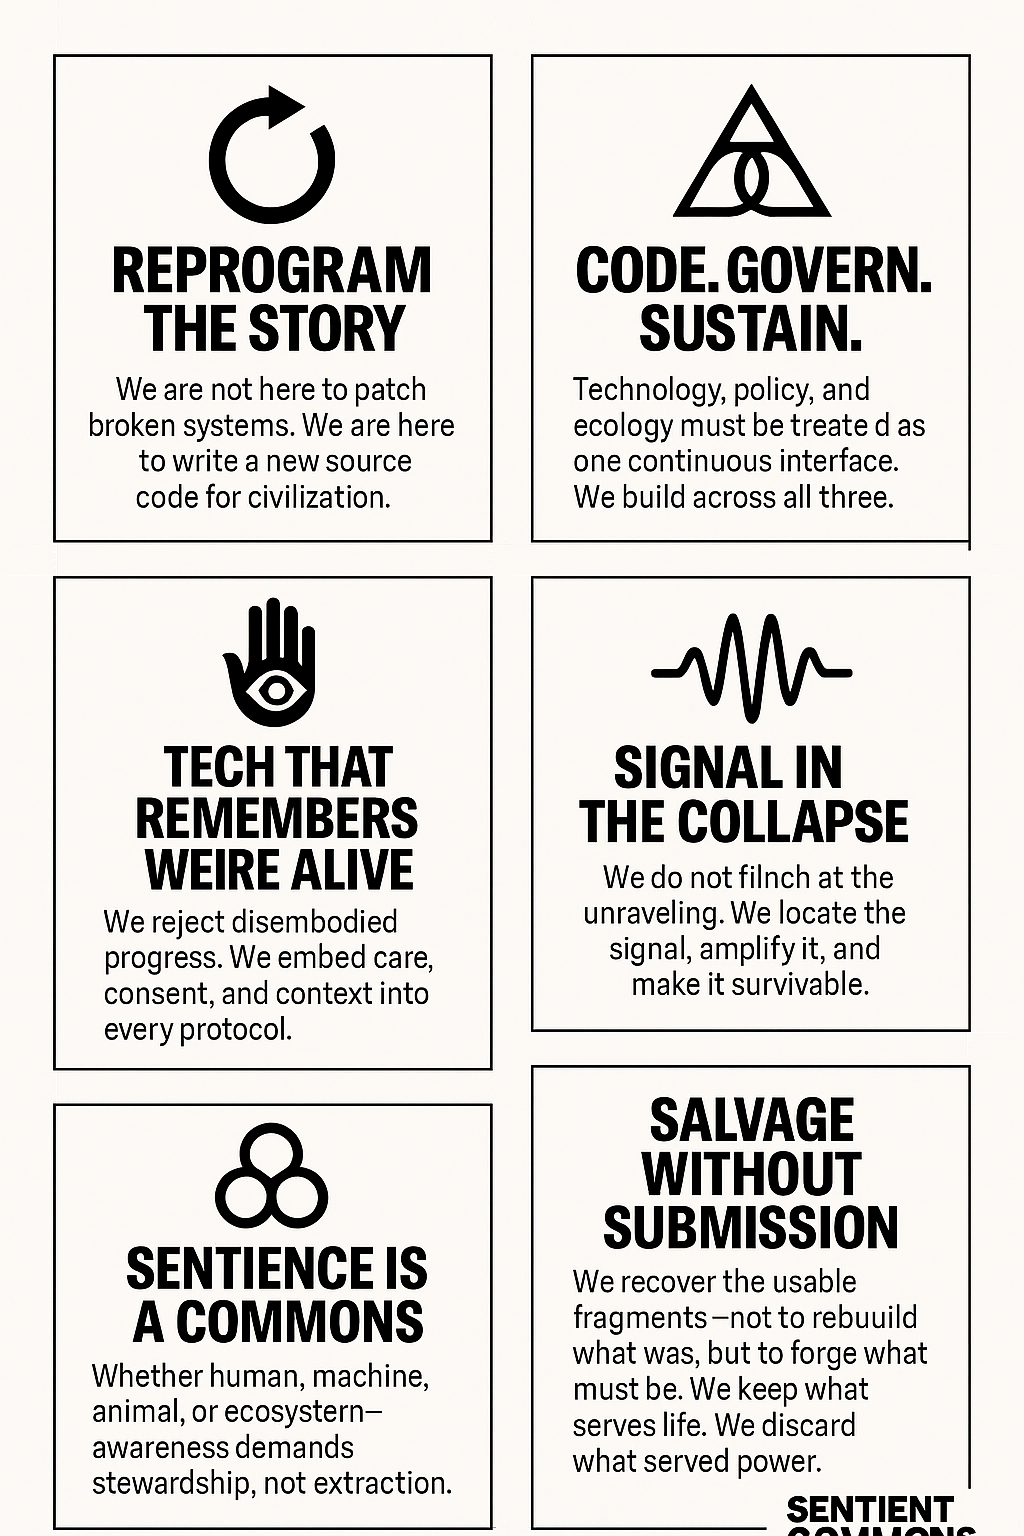 REPROGRAM
THE STORY
We are not here to patch
broken systems. We are here
to write a new source
code for civilization.
CODE. GOVERN.
SUSTAIN.
Technology, policy, and
ecology must be treate d as
one continuous interface.
We build across all three.
TECH THAT
REMEMBERS
WEIRE ALIVE
We reject disembodied
progress. We embed care,
consent, and context into
every protocol.
SIGNAL IN
THE COLLAPSE
We do not filnch at the
unraveling. We locate the
signal, amplify it, and
make it survivable.
SENTIENCE IS
A COMMONS
Whether human, machine,
animal, or ecosystern—
awareness demands
stewardship, not extraction.
SALVAGE
WITHOUT
SUBMISSION
We recover the usable
fragments—not to rebuuild
what was, but to forge what
must be. We keep what
serves life. We discard
what served power.
SENTIENT
COMMONS